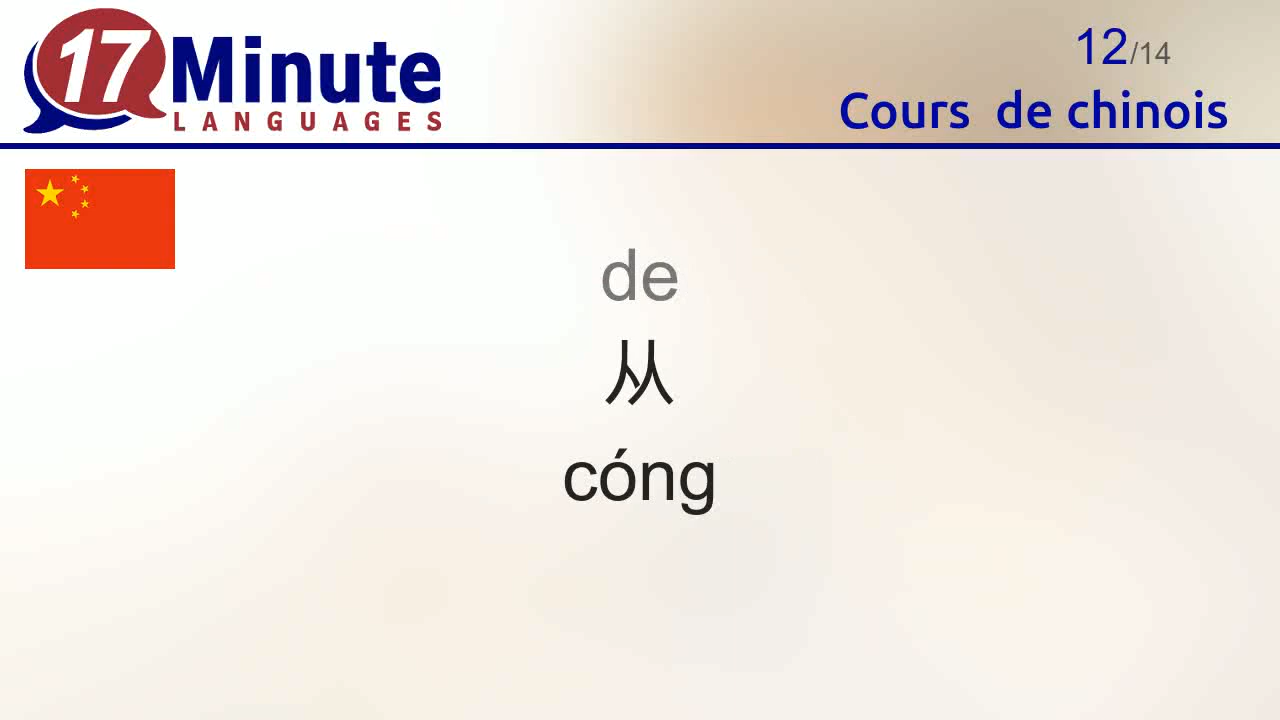 17 Minute
LANGUAGES
12/14
Cours de chinois
de
从
cóng